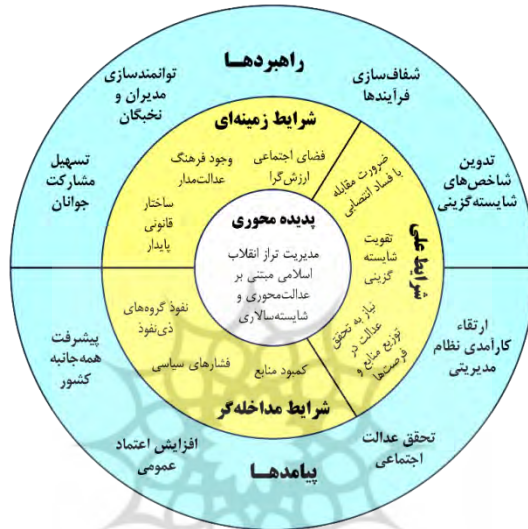 راهبردهـا
شفاف‌سازی
فرآیندها
تدوین
شاخص‌های
شایسته‌گزینی
توانمندسازی
مدیران و
نخبگان
تسهیل
مشارکت
جوانان
شرایط زمینه‌ای
فضای اجتماعی
ارزش‌گرا
وجود فرهنگ
عدالت‌مدار
ساختار
قانونی
پایدار
شرایط علی
ضرورت مقابله
با فساد انتصابی
تقویت
شایسته
گزینی
نیاز به تحقق
عدالت در
توزیع منابع و
فرصت‌ها
پدیده محوری
مدیریت تراز انقلاب
اسلامی مبتنی بر
عدالت‌محوری و
شایسته‌سالاری
نفوذ گروه‌های
ذی‌نفوذ
فشارهای سیاسی
کمبود منابع
شرایط مداخله‌گر
ارتقاء
کارآمدی نظام
مدیریتی
تحقق عدالت
اجتماعی
پیشرفت
همه‌جانبه
کشور
افزایش اعتماد
عمومی
پیامدهـا